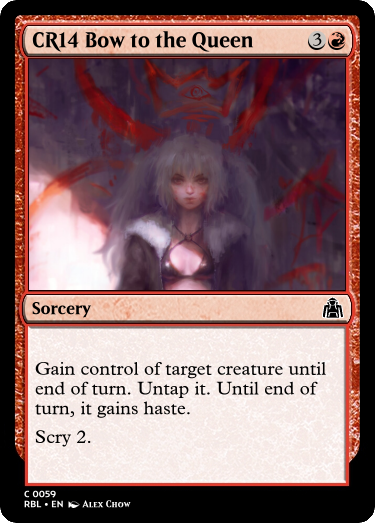 CR14 Bow to the Queen 3
Sorcery
Gain control of target creature until
end of turn. Untap it. Until end of
turn, it gains haste.
Scry 2.
C 0059
RBL • EN Alex Chow